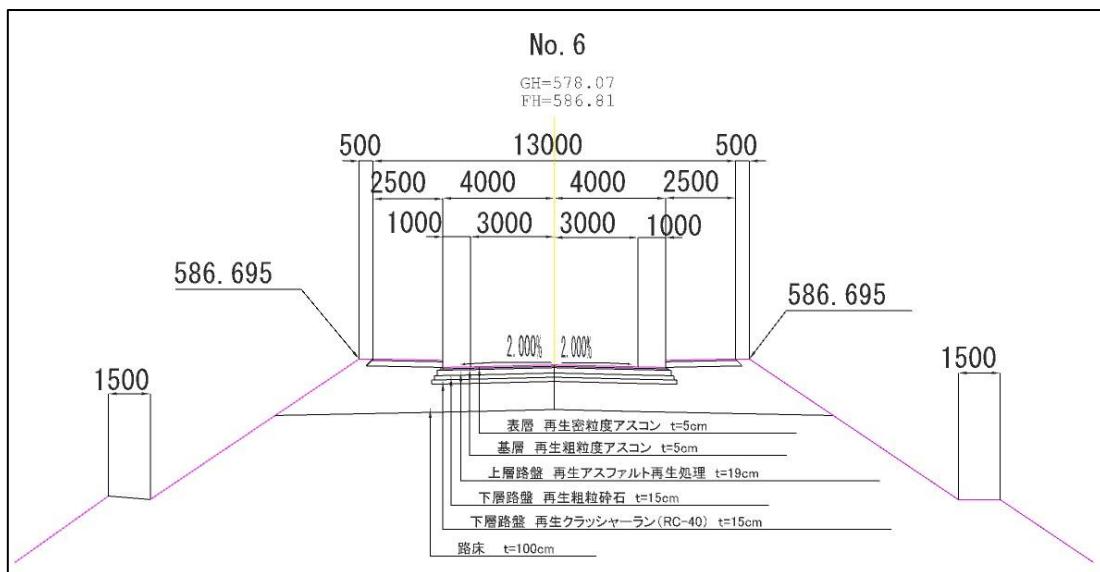 No. 6
GH=578.07
FH=586.81
500 13000 500
2500 4000 4000 2500
1000 3000 3000 1000
586.695 586.695
2.000% 2.000%
1500 1500
表層 再生密粒度アスコン t=5cm
基層 再生粗粒度アスコン t=5cm
上層路盤 再生アスファルト再生処理 t=19cm
下層路盤 再生粗粒砕石 t=15cm
下層路盤 再生クラッシャーラン(RC-40) t=15cm
路床 t=100cm